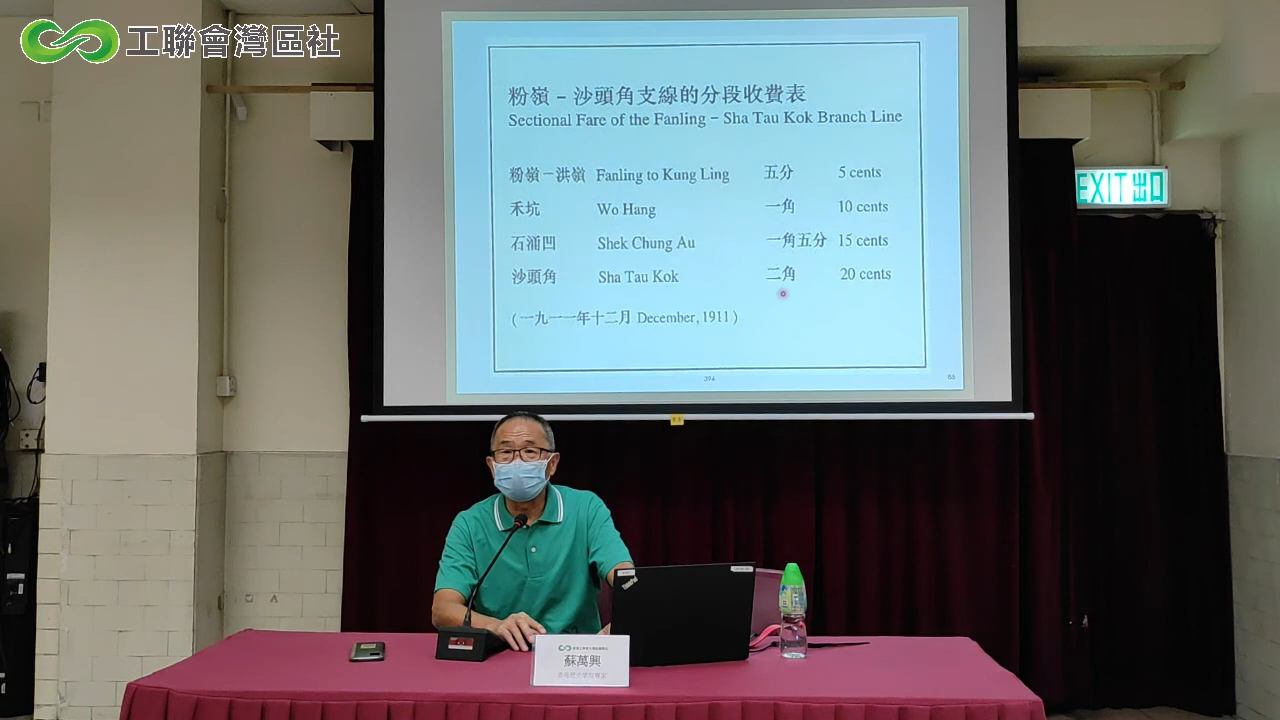 工聯會灣區社
粉嶺 – 沙頭角支線的分段收費表
Sectional Fare of the Fanling – Sha Tau Kok Branch Line
粉嶺－洪嶺 Fanling to Kung Ling 五分 5 cents
禾坑 Wo Hang 一角 10 cents
石涌凹 Shek Chung Au 一角五分 15 cents
沙頭角 Sha Tau Kok 二角 20 cents
(一九一一年十二月 December, 1911)
394
85
EXIT 出口
ThinkPad
蘇萬興